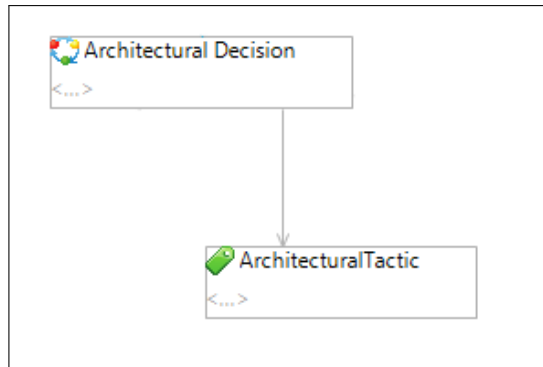 Architectural Decision
<...>
ArchitecturalTactic
<...>